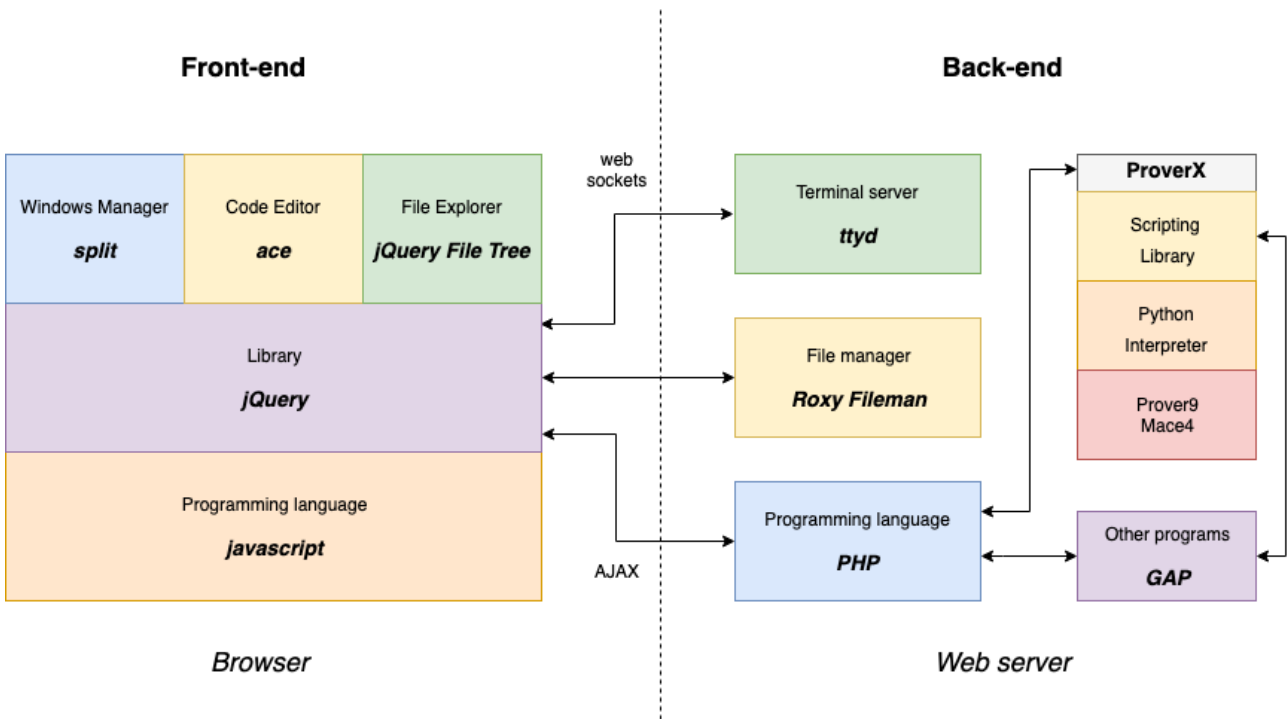 Front-end
Back-end
Windows Manager
split
Code Editor
ace
File Explorer
jQuery File Tree
Library
jQuery
Programming language
javascript
Browser
web
sockets
AJAX
Terminal server
ttyd
File manager
Roxy Fileman
Programming language
PHP
ProverX
Scripting
Library
Python
Interpreter
Prover9
Mace4
Other programs
GAP
Web server